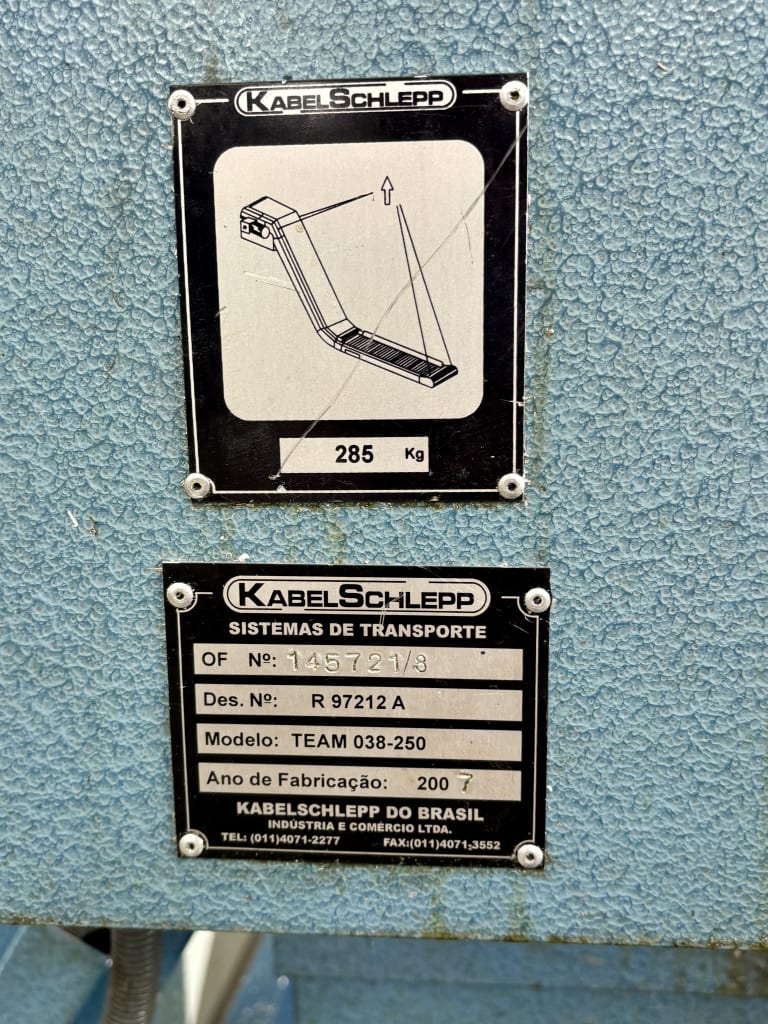 KABELSCHLEPP
285 Kg
KABELSCHLEPP
SISTEMAS DE TRANSPORTE
OF Nº: 145721/8
Des. Nº: R 97212 A
Modelo: TEAM 038-250
Ano de Fabricação: 2007
KABELSCHLEPP DO BRASIL
INDÚSTRIA E COMÉRCIO LTDA.
TEL: (011)4071-2277 FAX:(011)4071-3552